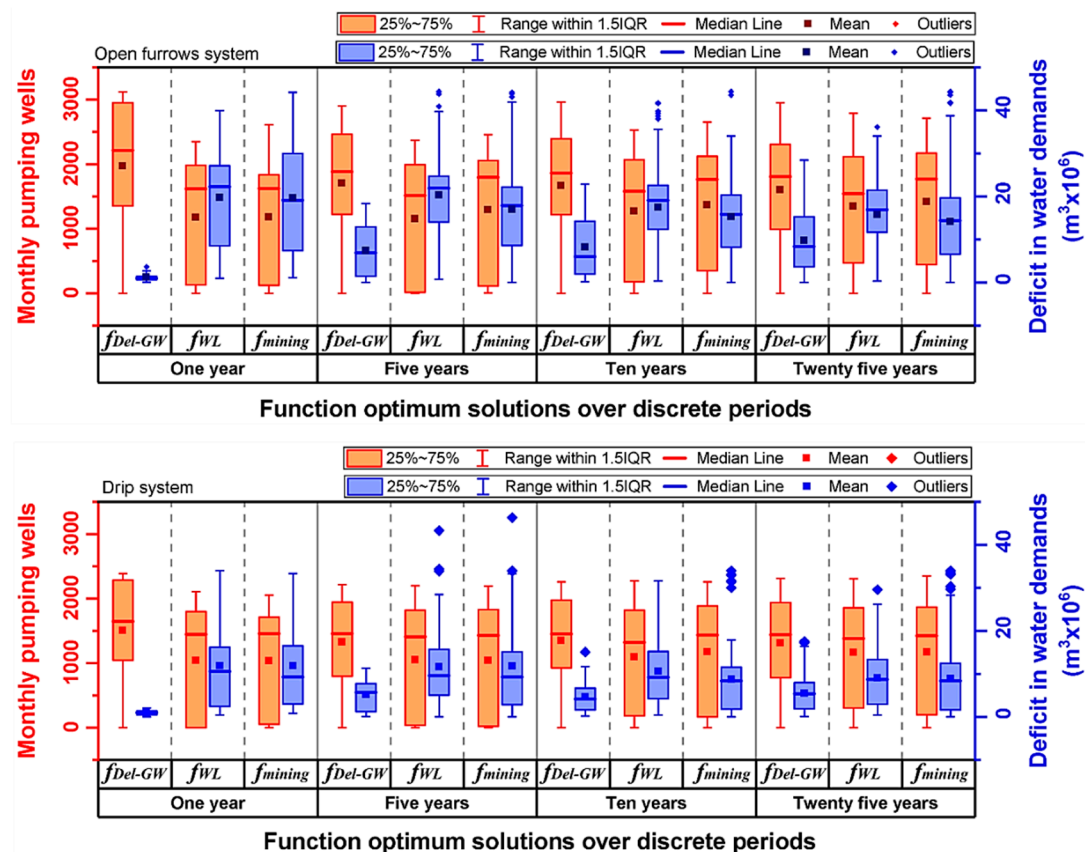 25%~75% Range within 1.5IQR Median Line Mean Outliers
25%~75% Range within 1.5IQR Median Line Mean Outliers
Open furrows system
Monthly pumping wells
3000
2000
1000
0
40
20
0
Deficit in water demands
(m³x10⁶)
fDel-GW fWL fmining fDel-GW fWL fmining fDel-GW fWL fmining fDel-GW fWL fmining
One year Five years Ten years Twenty five years
Function optimum solutions over discrete periods
25%~75% Range within 1.5IQR Median Line Mean Outliers
25%~75% Range within 1.5IQR Median Line Mean Outliers
Drip system
Monthly pumping wells
3000
2000
1000
0
40
20
0
Deficit in water demands
(m³x10⁶)
fDel-GW fWL fmining fDel-GW fWL fmining fDel-GW fWL fmining fDel-GW fWL fmining
One year Five years Ten years Twenty five years
Function optimum solutions over discrete periods